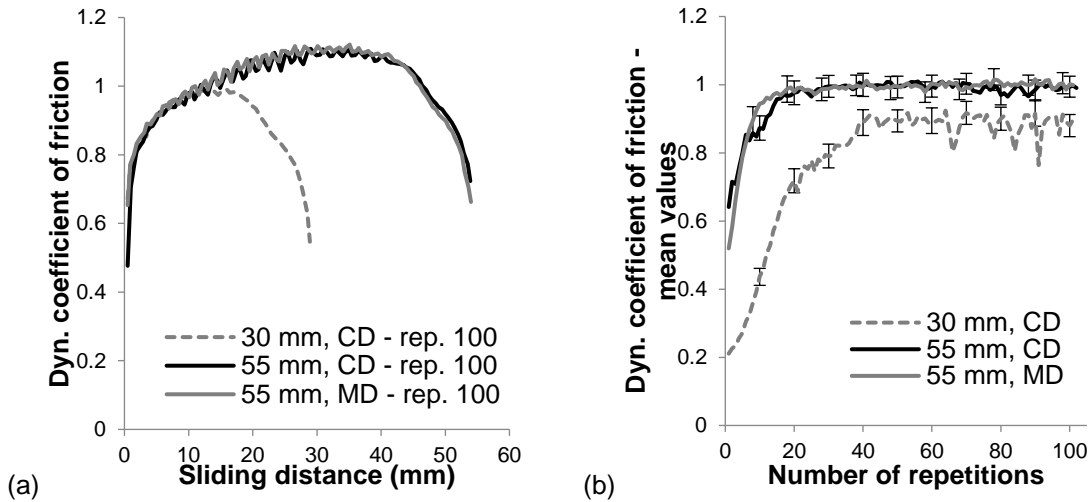 (a)
Dyn. coefficient of friction
1.2
1
0.8
0.6
0.4
0.2
0
0 10 20 30 40 50 60
Sliding distance (mm)
30 mm, CD - rep. 100
55 mm, CD - rep. 100
55 mm, MD - rep. 100
(b)
Dyn. coefficient of friction -
mean values
1.2
1
0.8
0.6
0.4
0.2
0
0 20 40 60 80 100
Number of repetitions
30 mm, CD
55 mm, CD
55 mm, MD